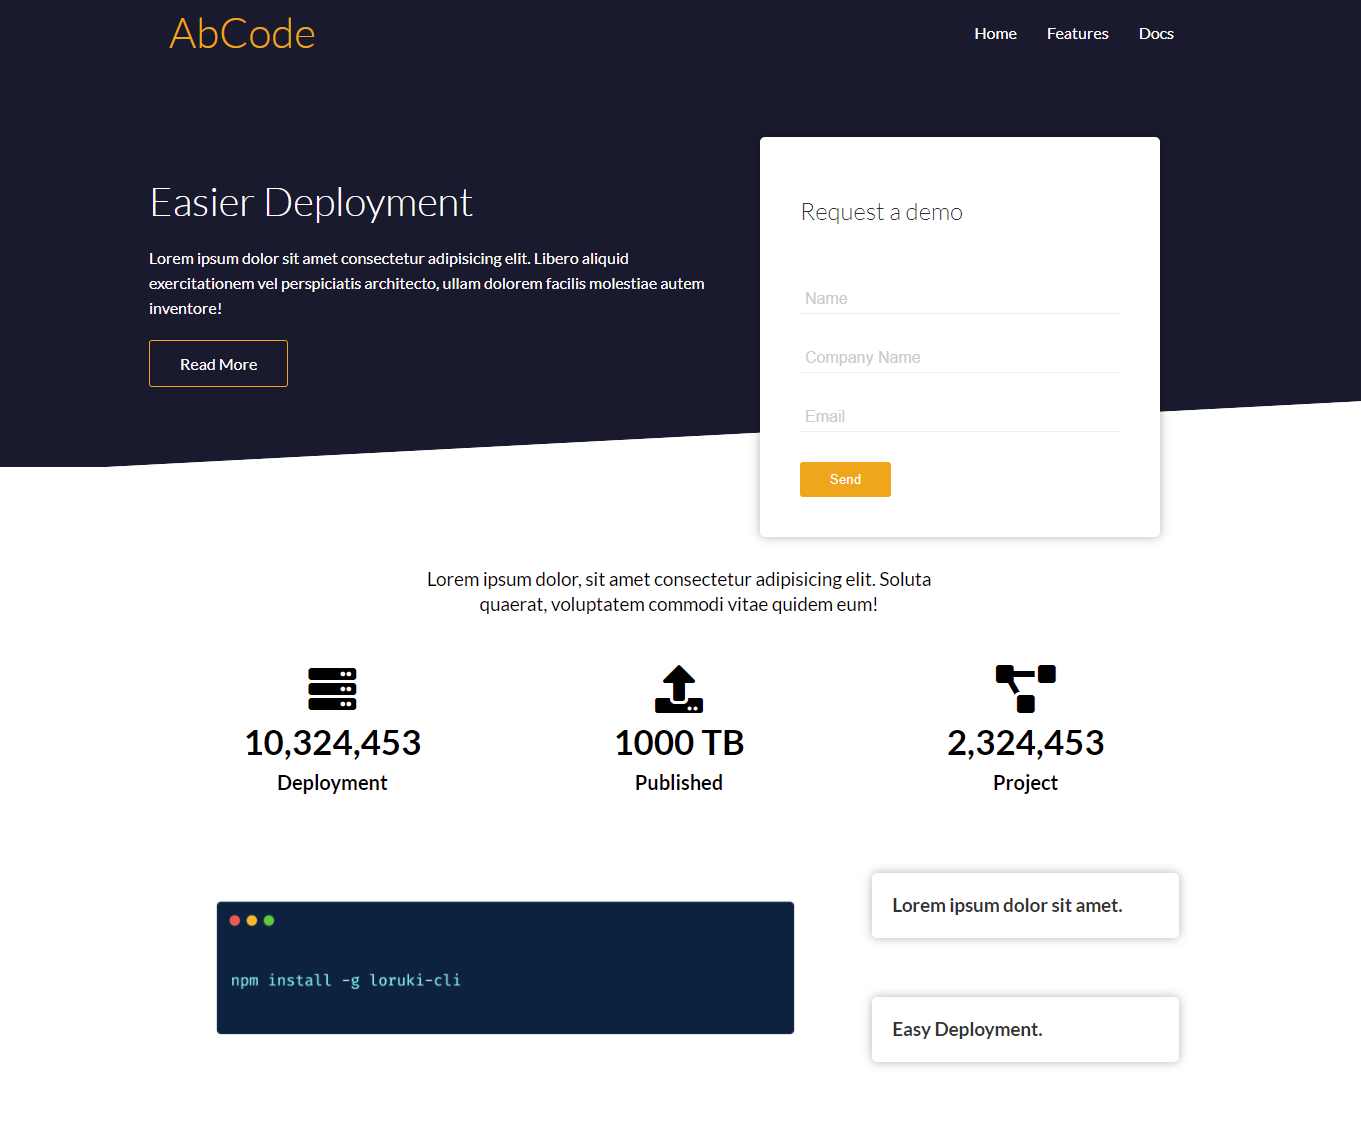 AbCode
Home
Features
Docs
Easier Deployment
Lorem ipsum dolor sit amet consectetur adipisicing elit. Libero aliquid
exercitationem vel perspiciatis architecto, ullam dolorem facilis molestiae autem
inventore!
Read More
Request a demo
Name
Company Name
Email
Send
Lorem ipsum dolor, sit amet consectetur adipisicing elit. Soluta
quaerat, voluptatem commodi vitae quidem eum!
10,324,453
Deployment
1000 TB
Published
2,324,453
Project
npm install -g loruki-cli
Lorem ipsum dolor sit amet.
Easy Deployment.